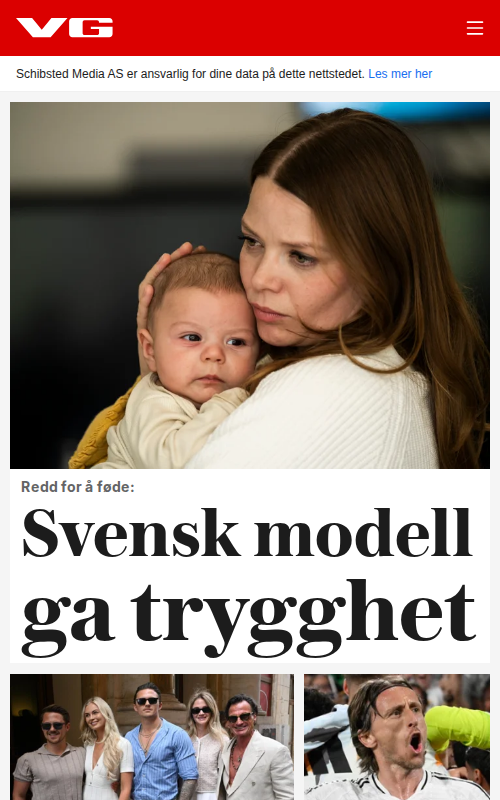 VG
Schibsted Media AS er ansvarlig for dine data på dette nettstedet. Les mer her
Redd for å føde:
Svensk modell
ga trygghet